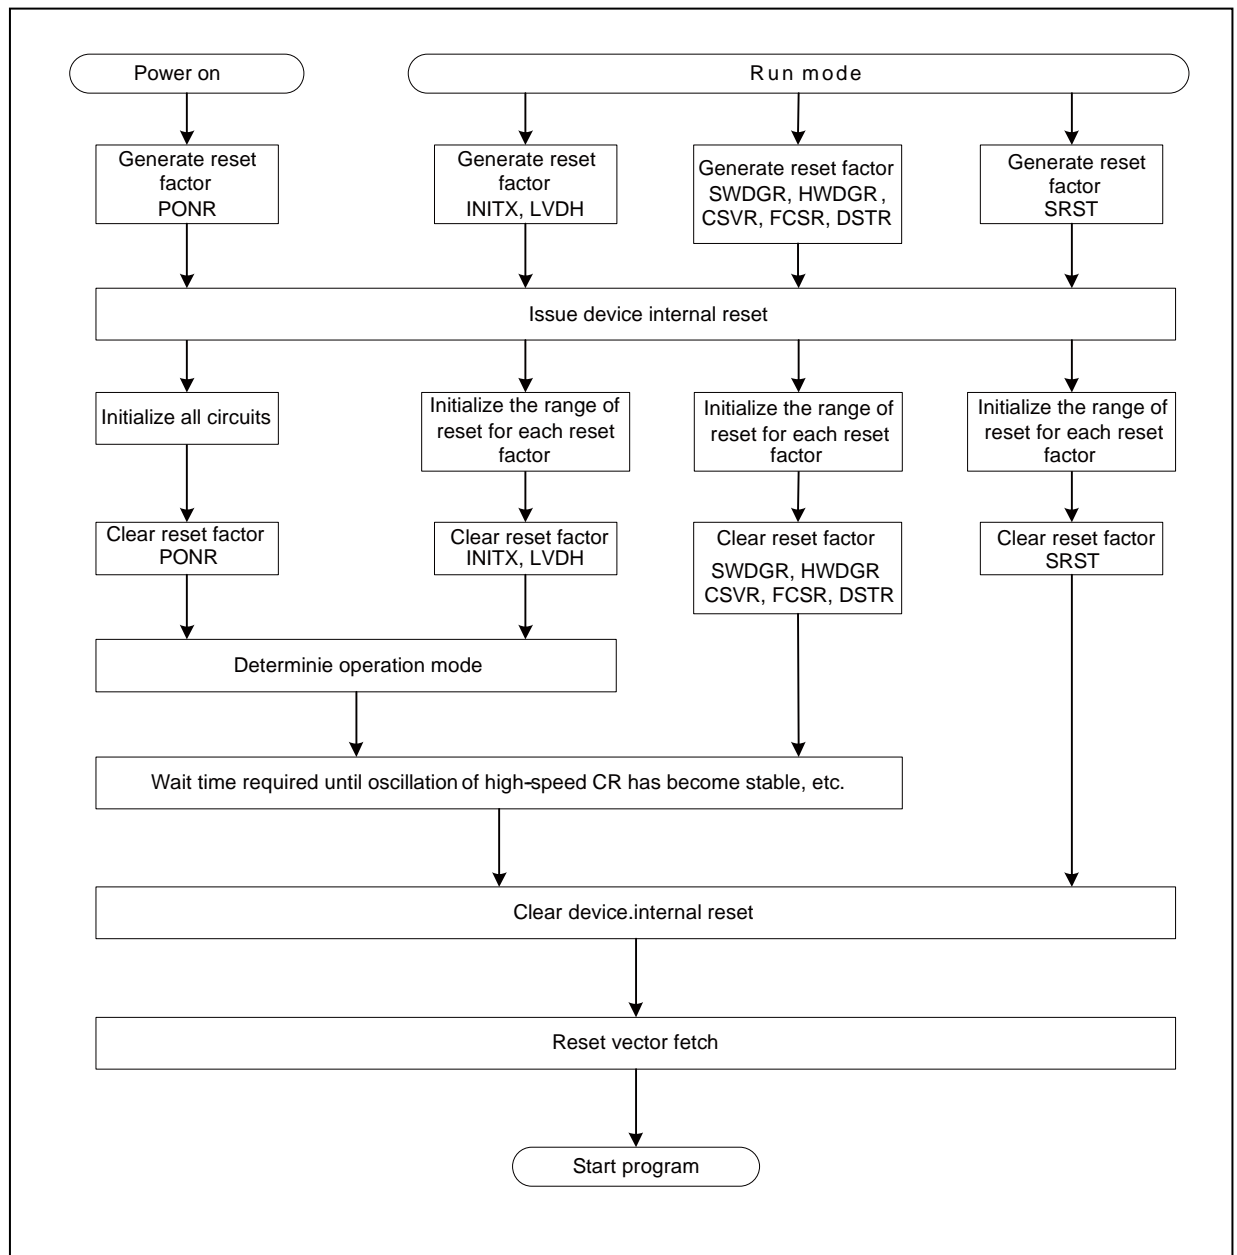 Power on
Run mode
Generate reset
factor
PONR
Generate reset
factor
INITX, LVDH
Generate reset factor
SWDGR, HWDGR ,
CSVR, FCSR, DSTR
Generate reset
factor
SRST
Issue device internal reset
Initialize all circuits
Initialize the range of
reset for each reset
factor
Initialize the range of
reset for each reset
factor
Initialize the range of
reset for each reset
factor
Clear reset factor
PONR
Clear reset factor
INITX, LVDH
Clear reset factor
SWDGR, HWDGR
CSVR, FCSR, DSTR
Clear reset factor
SRST
Determinie operation mode
Wait time required until oscillation of high-speed CR has become stable, etc.
Clear device.internal reset
Reset vector fetch
Start program